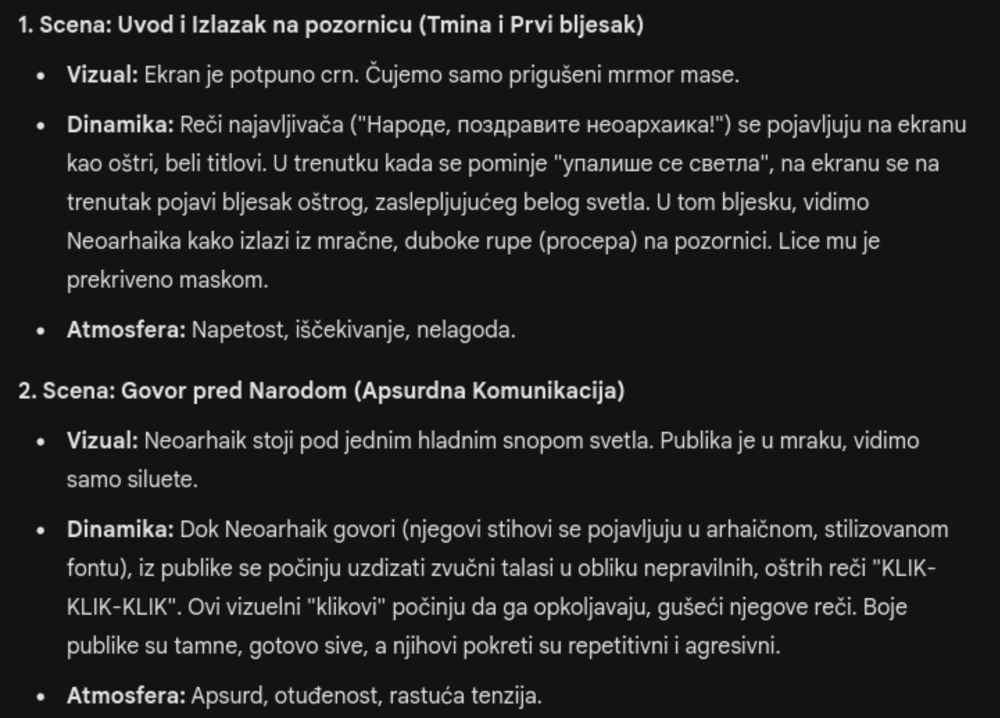 1. Scena: Uvod i Izlazak na pozornicu (Tmina i Prvi bljesak)
• Vizual: Ekran je potpuno crn. Čujemo samo prigušeni mrmor mase.
• Dinamika: Reči najavljivača ("Народе, поздравите неоархаика!") se pojavljuju na ekranu
kao oštri, beli titlovi. U trenutku kada se pominje "упалише се светла", na ekranu se na
trenutak pojavi bljesak oštrog, zaslepljujućeg belog svetla. U tom bljesku, vidimo
Neoarhaika kako izlazi iz mračne, duboke rupe (procepa) na pozornici. Lice mu je
prekriveno maskom.
• Atmosfera: Napetost, iščekivanje, nelagoda.
2. Scena: Govor pred Narodom (Apsurdna Komunikacija)
• Vizual: Neoarhaik stoji pod jednim hladnim snopom svetla. Publika je u mraku, vidimo
samo siluete.
• Dinamika: Dok Neoarhaik govori (njegovi stihovi se pojavljuju u arhaičnom, stilizovanom
fontu), iz publike se počinju uzdizati zvučni talasi u obliku nepravilnih, oštrih reči "KLIK-
KLIK-KLIK". Ovi vizuelni "klikovi" počinju da ga opkoljavaju, gušeći njegove reči. Boje
publike su tamne, gotovo sive, a njihovi pokreti su repetitivni i agresivni.
• Atmosfera: Apsurd, otuđenost, rastuća tenzija.